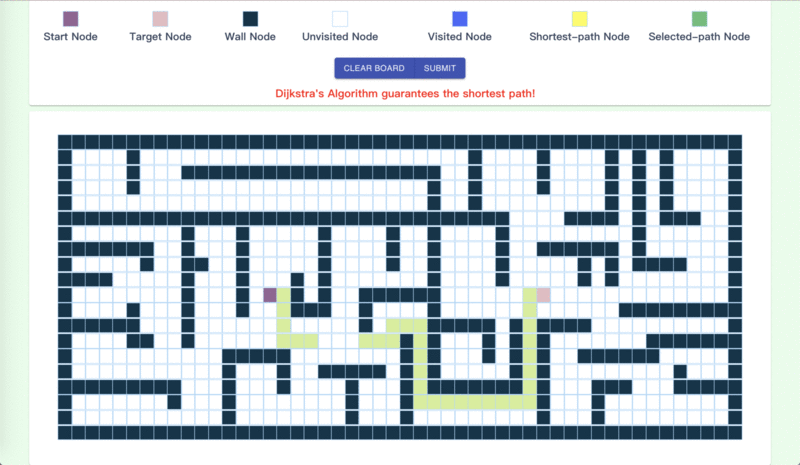 Start Node
Target Node
Wall Node
Unvisited Node
Visited Node
Shortest-path Node
Selected-path Node
CLEAR BOARD
SUBMIT
Dijkstra's Algorithm guarantees the shortest path!